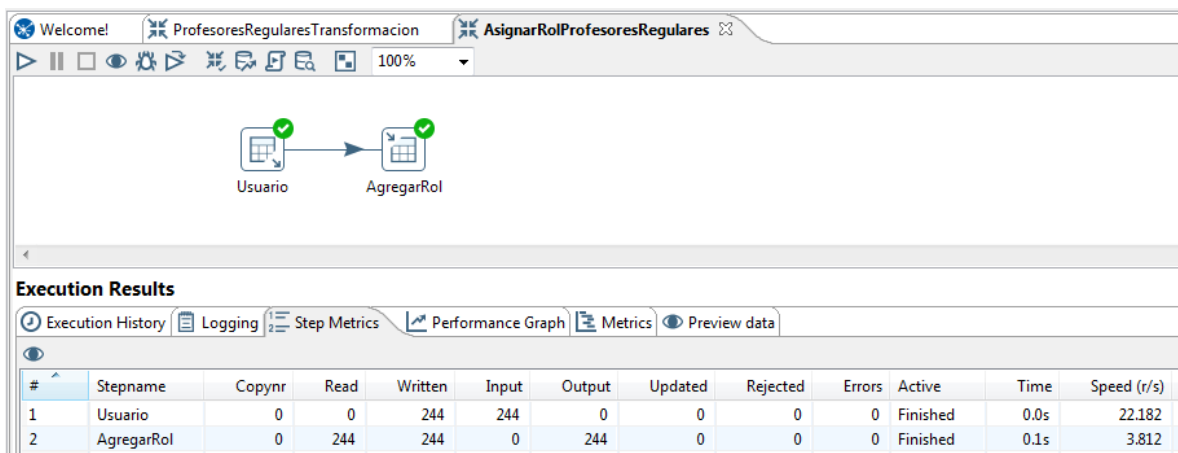 Welcome! ProfesoresRegularesTransformacion AsignarRolProfesoresRegulares
100%
Usuario AgregarRol
Execution Results
Execution History Logging Step Metrics Performance Graph Metrics Preview data
# Stepname Copynr Read Written Input Output Updated Rejected Errors Active Time Speed (r/s)
1 Usuario 0 0 244 244 0 0 0 0 Finished 0.0s 22.182
2 AgregarRol 0 244 244 0 244 0 0 0 Finished 0.1s 3.812